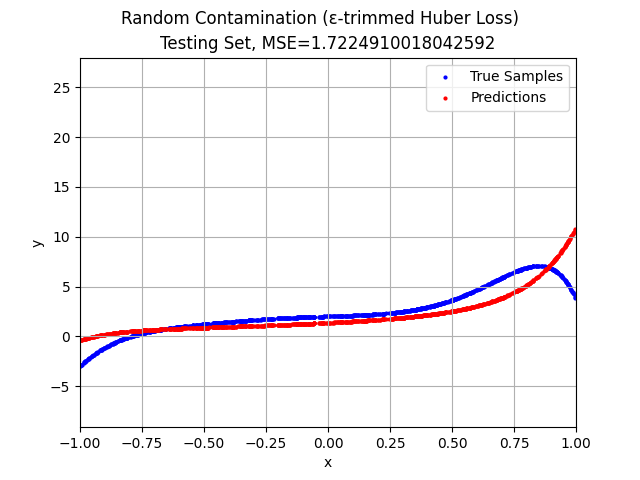 Random Contamination (ε-trimmed Huber Loss)
Testing Set, MSE=1.7224910018042592
True Samples
Predictions
25
20
15
10
5
0
−5
y
−1.00 −0.75 −0.50 −0.25 0.00 0.25 0.50 0.75 1.00
x